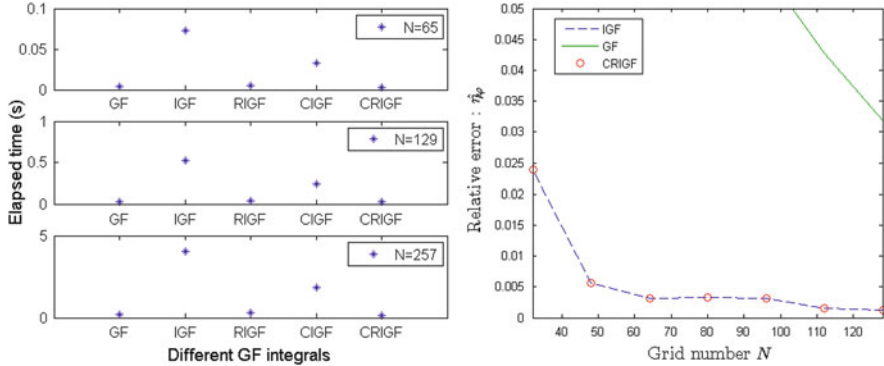 Elapsed time (s)
0.1
0.05
0
N=65
GF IGF RIGF CIGF CRIGF
1
0.5
0
N=129
GF IGF RIGF CIGF CRIGF
5
0
N=257
GF IGF RIGF CIGF CRIGF
Different GF integrals
Relative error : η̂_kφ
0.05
0.045
0.04
0.035
0.03
0.025
0.02
0.015
0.01
0.005
0
IGF
GF
CRIGF
40 50 60 70 80 90 100 110 120
Grid number N